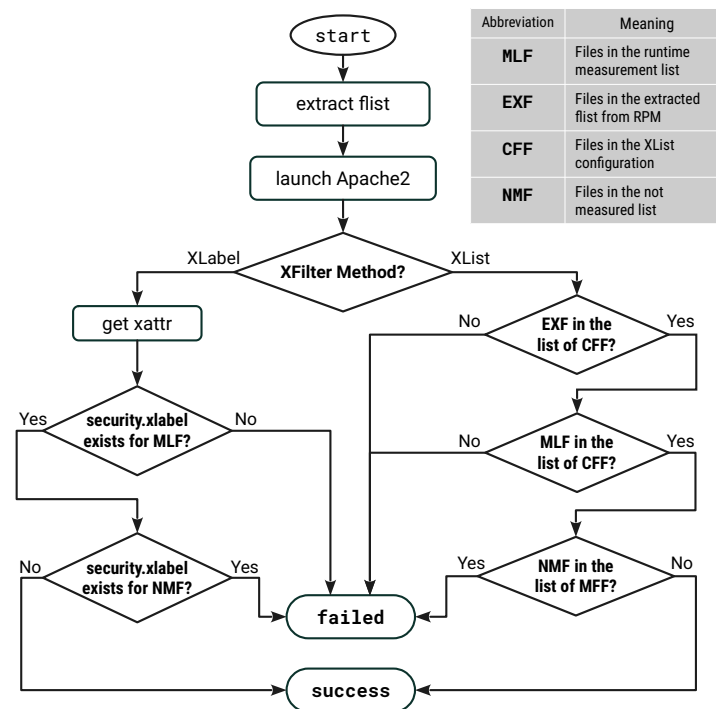 start
extract flist
launch Apache2
XFilter Method?
XLabel
XList
get xattr
security.xlabel
exists for MLF?
Yes
No
security.xlabel
exists for NMF?
No
Yes
EXF in the
list of CFF?
No
Yes
MLF in the
list of CFF?
No
Yes
NMF in the
list of MFF?
Yes
No
failed
success
Abbreviation Meaning
MLF Files in the runtime
measurement list
EXF Files in the extracted
flist from RPM
CFF Files in the XList
configuration
NMF Files in the not
measured list